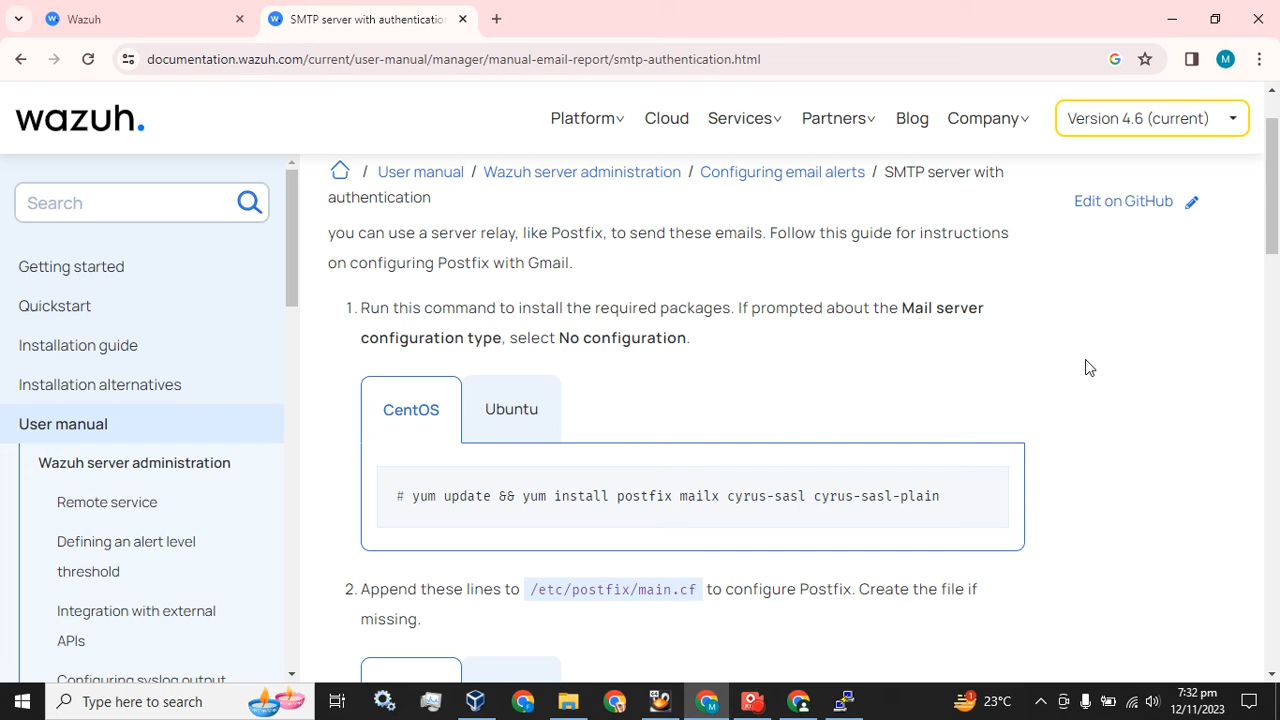 Wazuh
SMTP server with authenticatio
documentation.wazuh.com/current/user-manual/manager/manual-email-report/smtp-authentication.html
M
wazuh.
Platform
Cloud
Services
Partners
Blog
Company
Version 4.6 (current)
Search
Getting started
Quickstart
Installation guide
Installation alternatives
User manual
Wazuh server administration
Remote service
Defining an alert level
threshold
Integration with external
APIs
Configuring syslog output
/ User manual / Wazuh server administration / Configuring email alerts / SMTP server with
authentication
Edit on GitHub
you can use a server relay, like Postfix, to send these emails. Follow this guide for instructions
on configuring Postfix with Gmail.
1. Run this command to install the required packages. If prompted about the Mail server
configuration type, select No configuration.
CentOS
Ubuntu
# yum update && yum install postfix mailx cyrus-sasl cyrus-sasl-plain
2. Append these lines to /etc/postfix/main.cf to configure Postfix. Create the file if
missing.
Type here to search
23°C
7:32 pm
12/11/2023